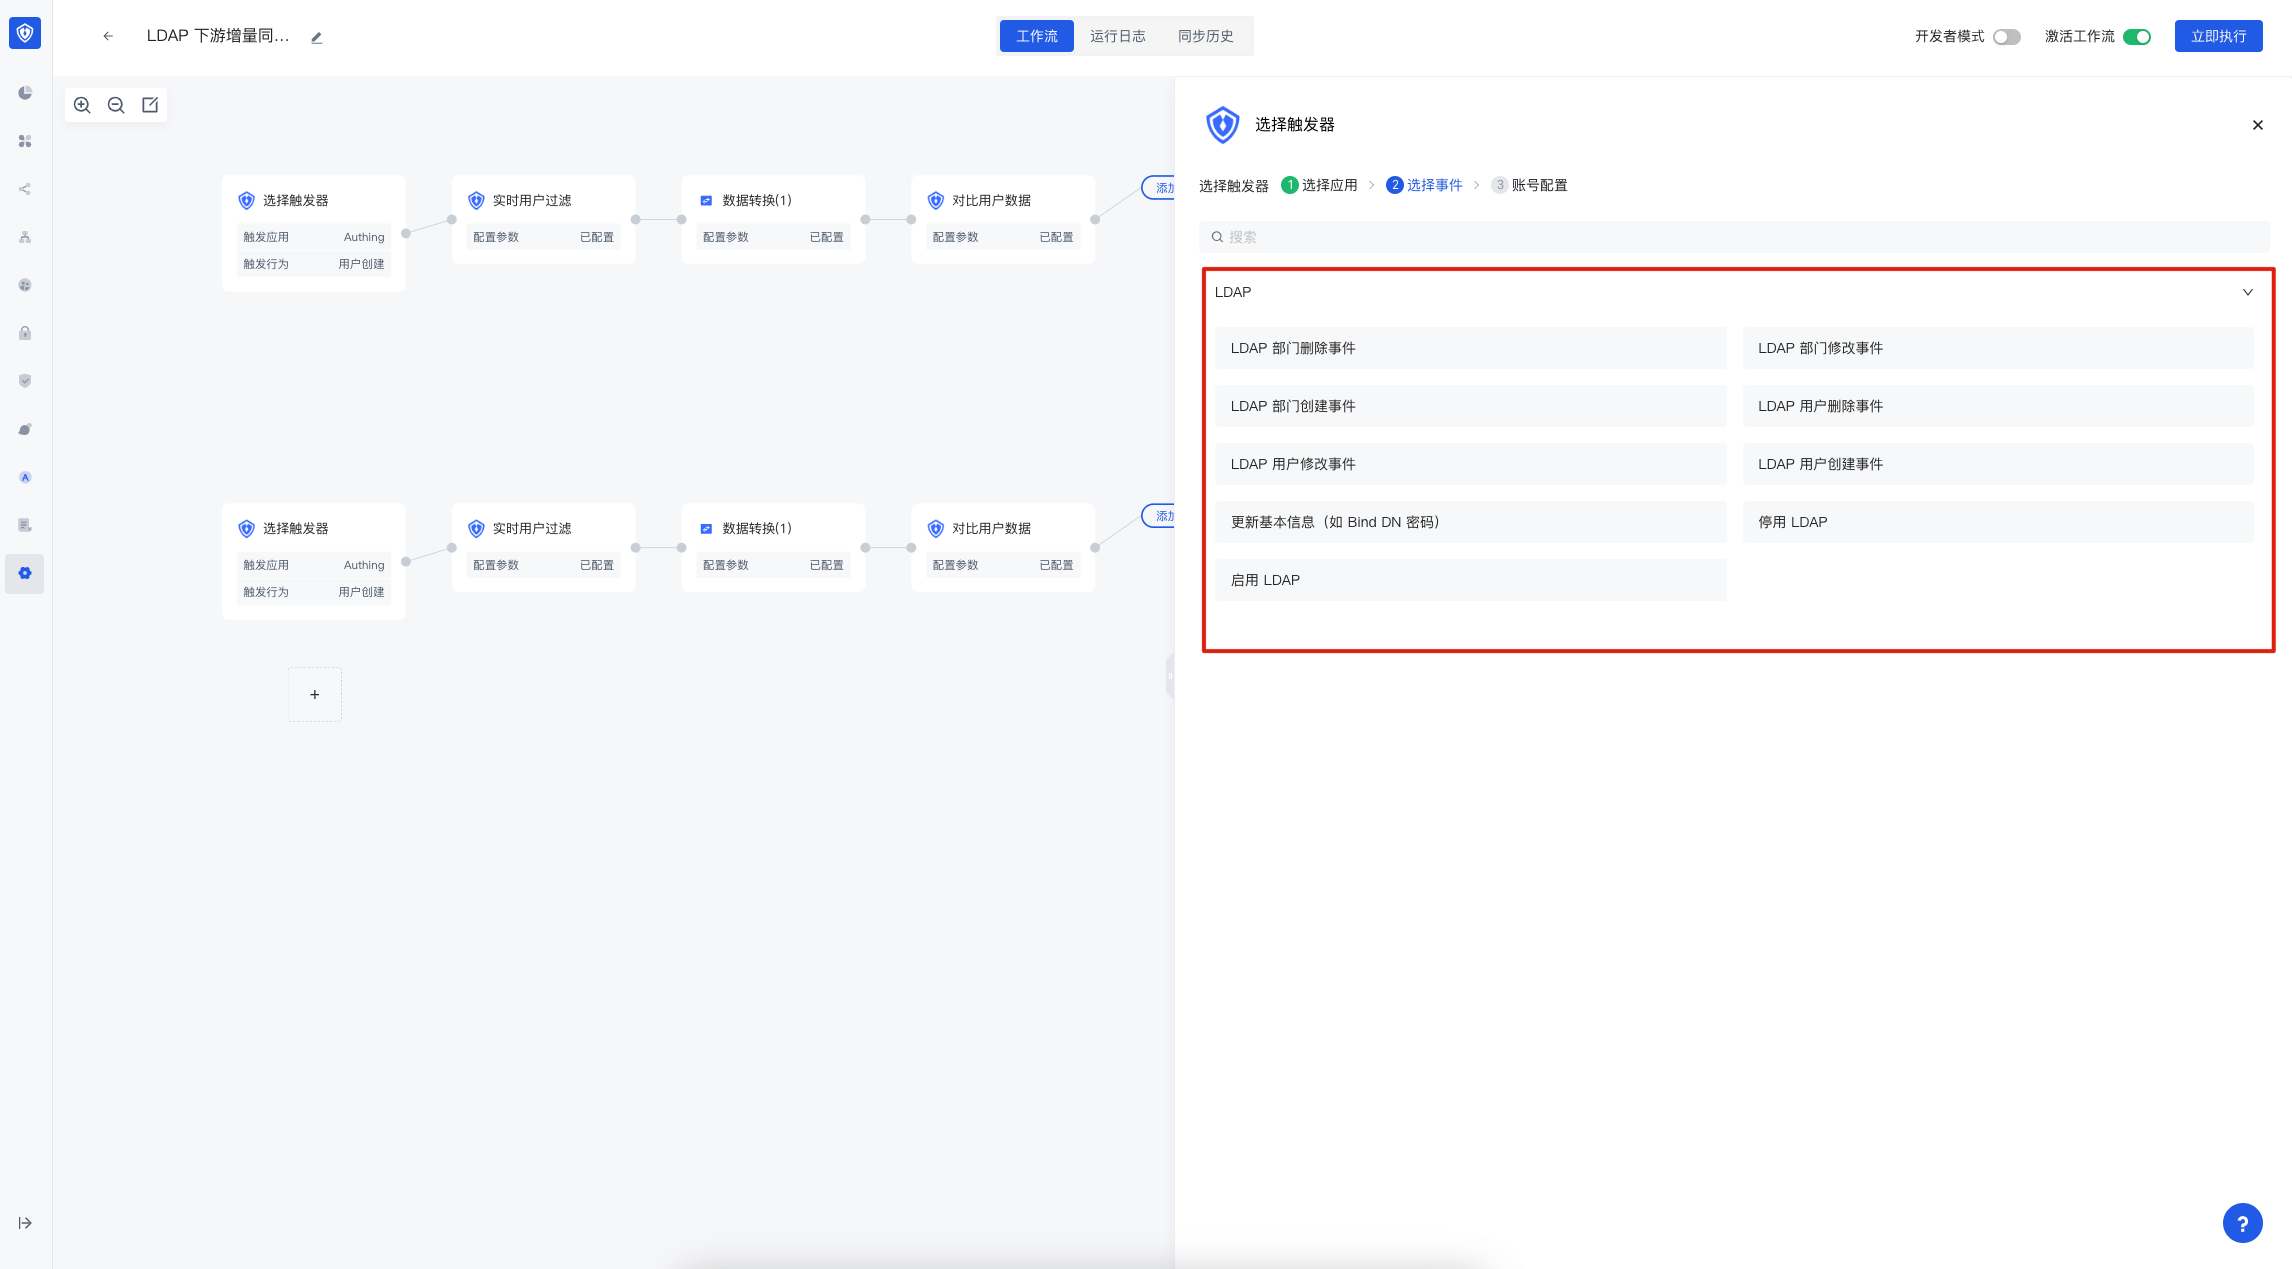 LDAP 下游增量同...
工作流 运行日志 同步历史
开发者模式 激活工作流 立即执行
选择触发器
触发应用 Authing
触发行为 用户创建
实时用户过滤
配置参数 已配置
数据转换(1)
配置参数 已配置
对比用户数据
配置参数 已配置
添加
选择触发器
触发应用 Authing
触发行为 用户创建
实时用户过滤
配置参数 已配置
数据转换(1)
配置参数 已配置
对比用户数据
配置参数 已配置
添加
+
选择触发器
选择触发器 1 选择应用 > 2 选择事件 > 3 账号配置
搜索
LDAP
LDAP 部门删除事件 LDAP 部门修改事件
LDAP 部门创建事件 LDAP 用户删除事件
LDAP 用户修改事件 LDAP 用户创建事件
更新基本信息（如 Bind DN 密码） 停用 LDAP
启用 LDAP
?